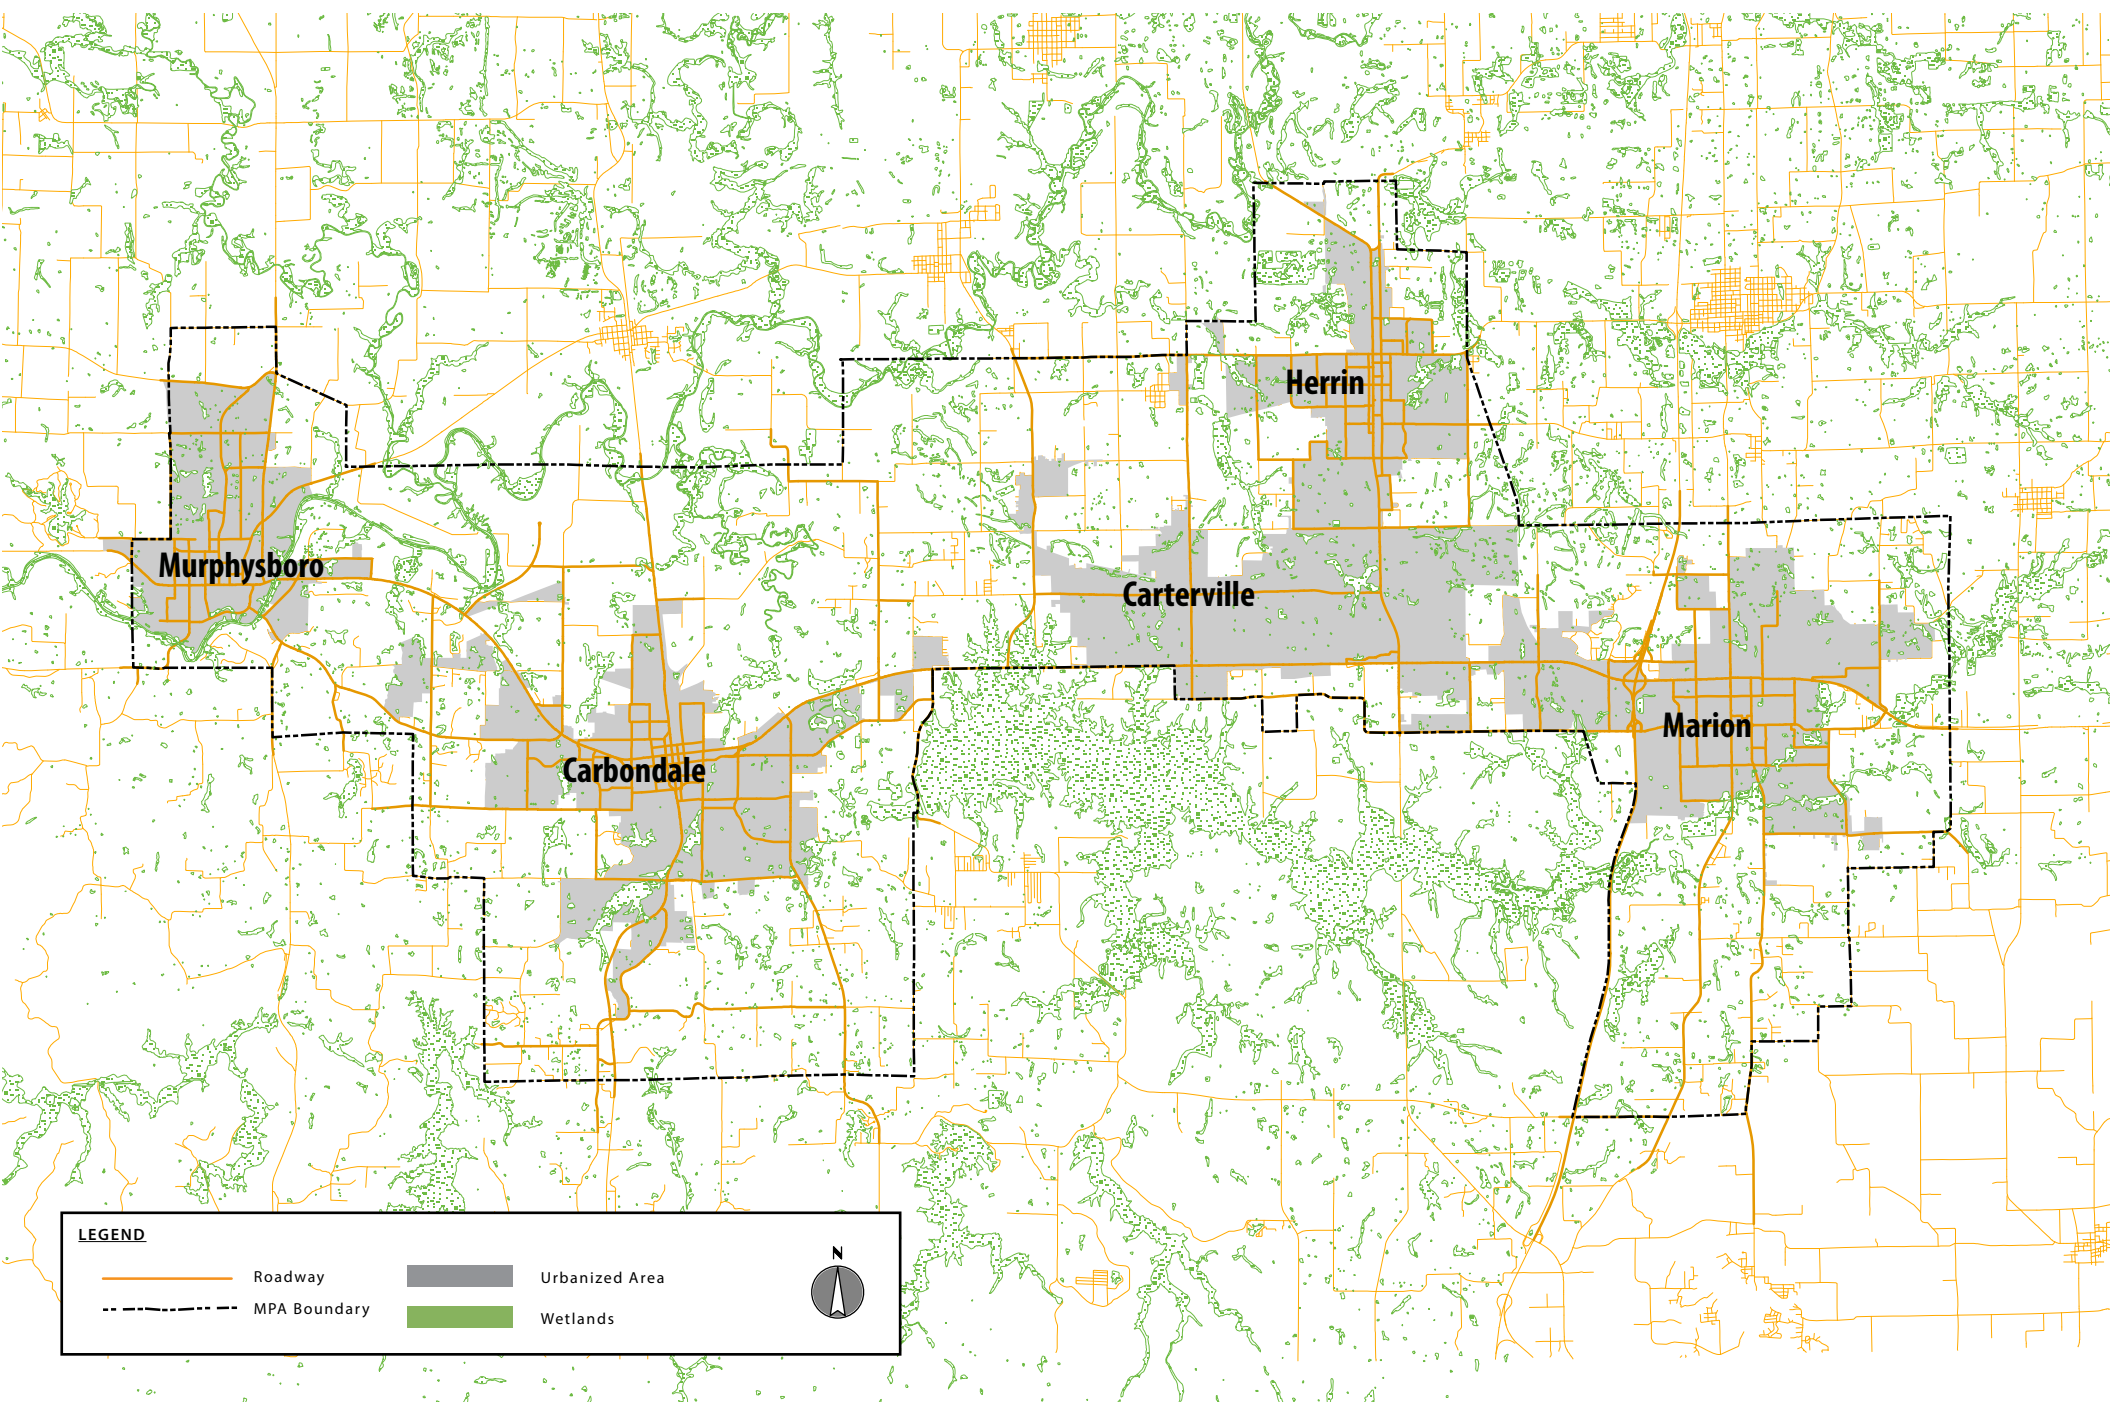 Herrin
Murphysboro
Carterville
Marion
Carbondale
LEGEND
N
Roadway
Urbanized Area
MPA Boundary
Wetlands